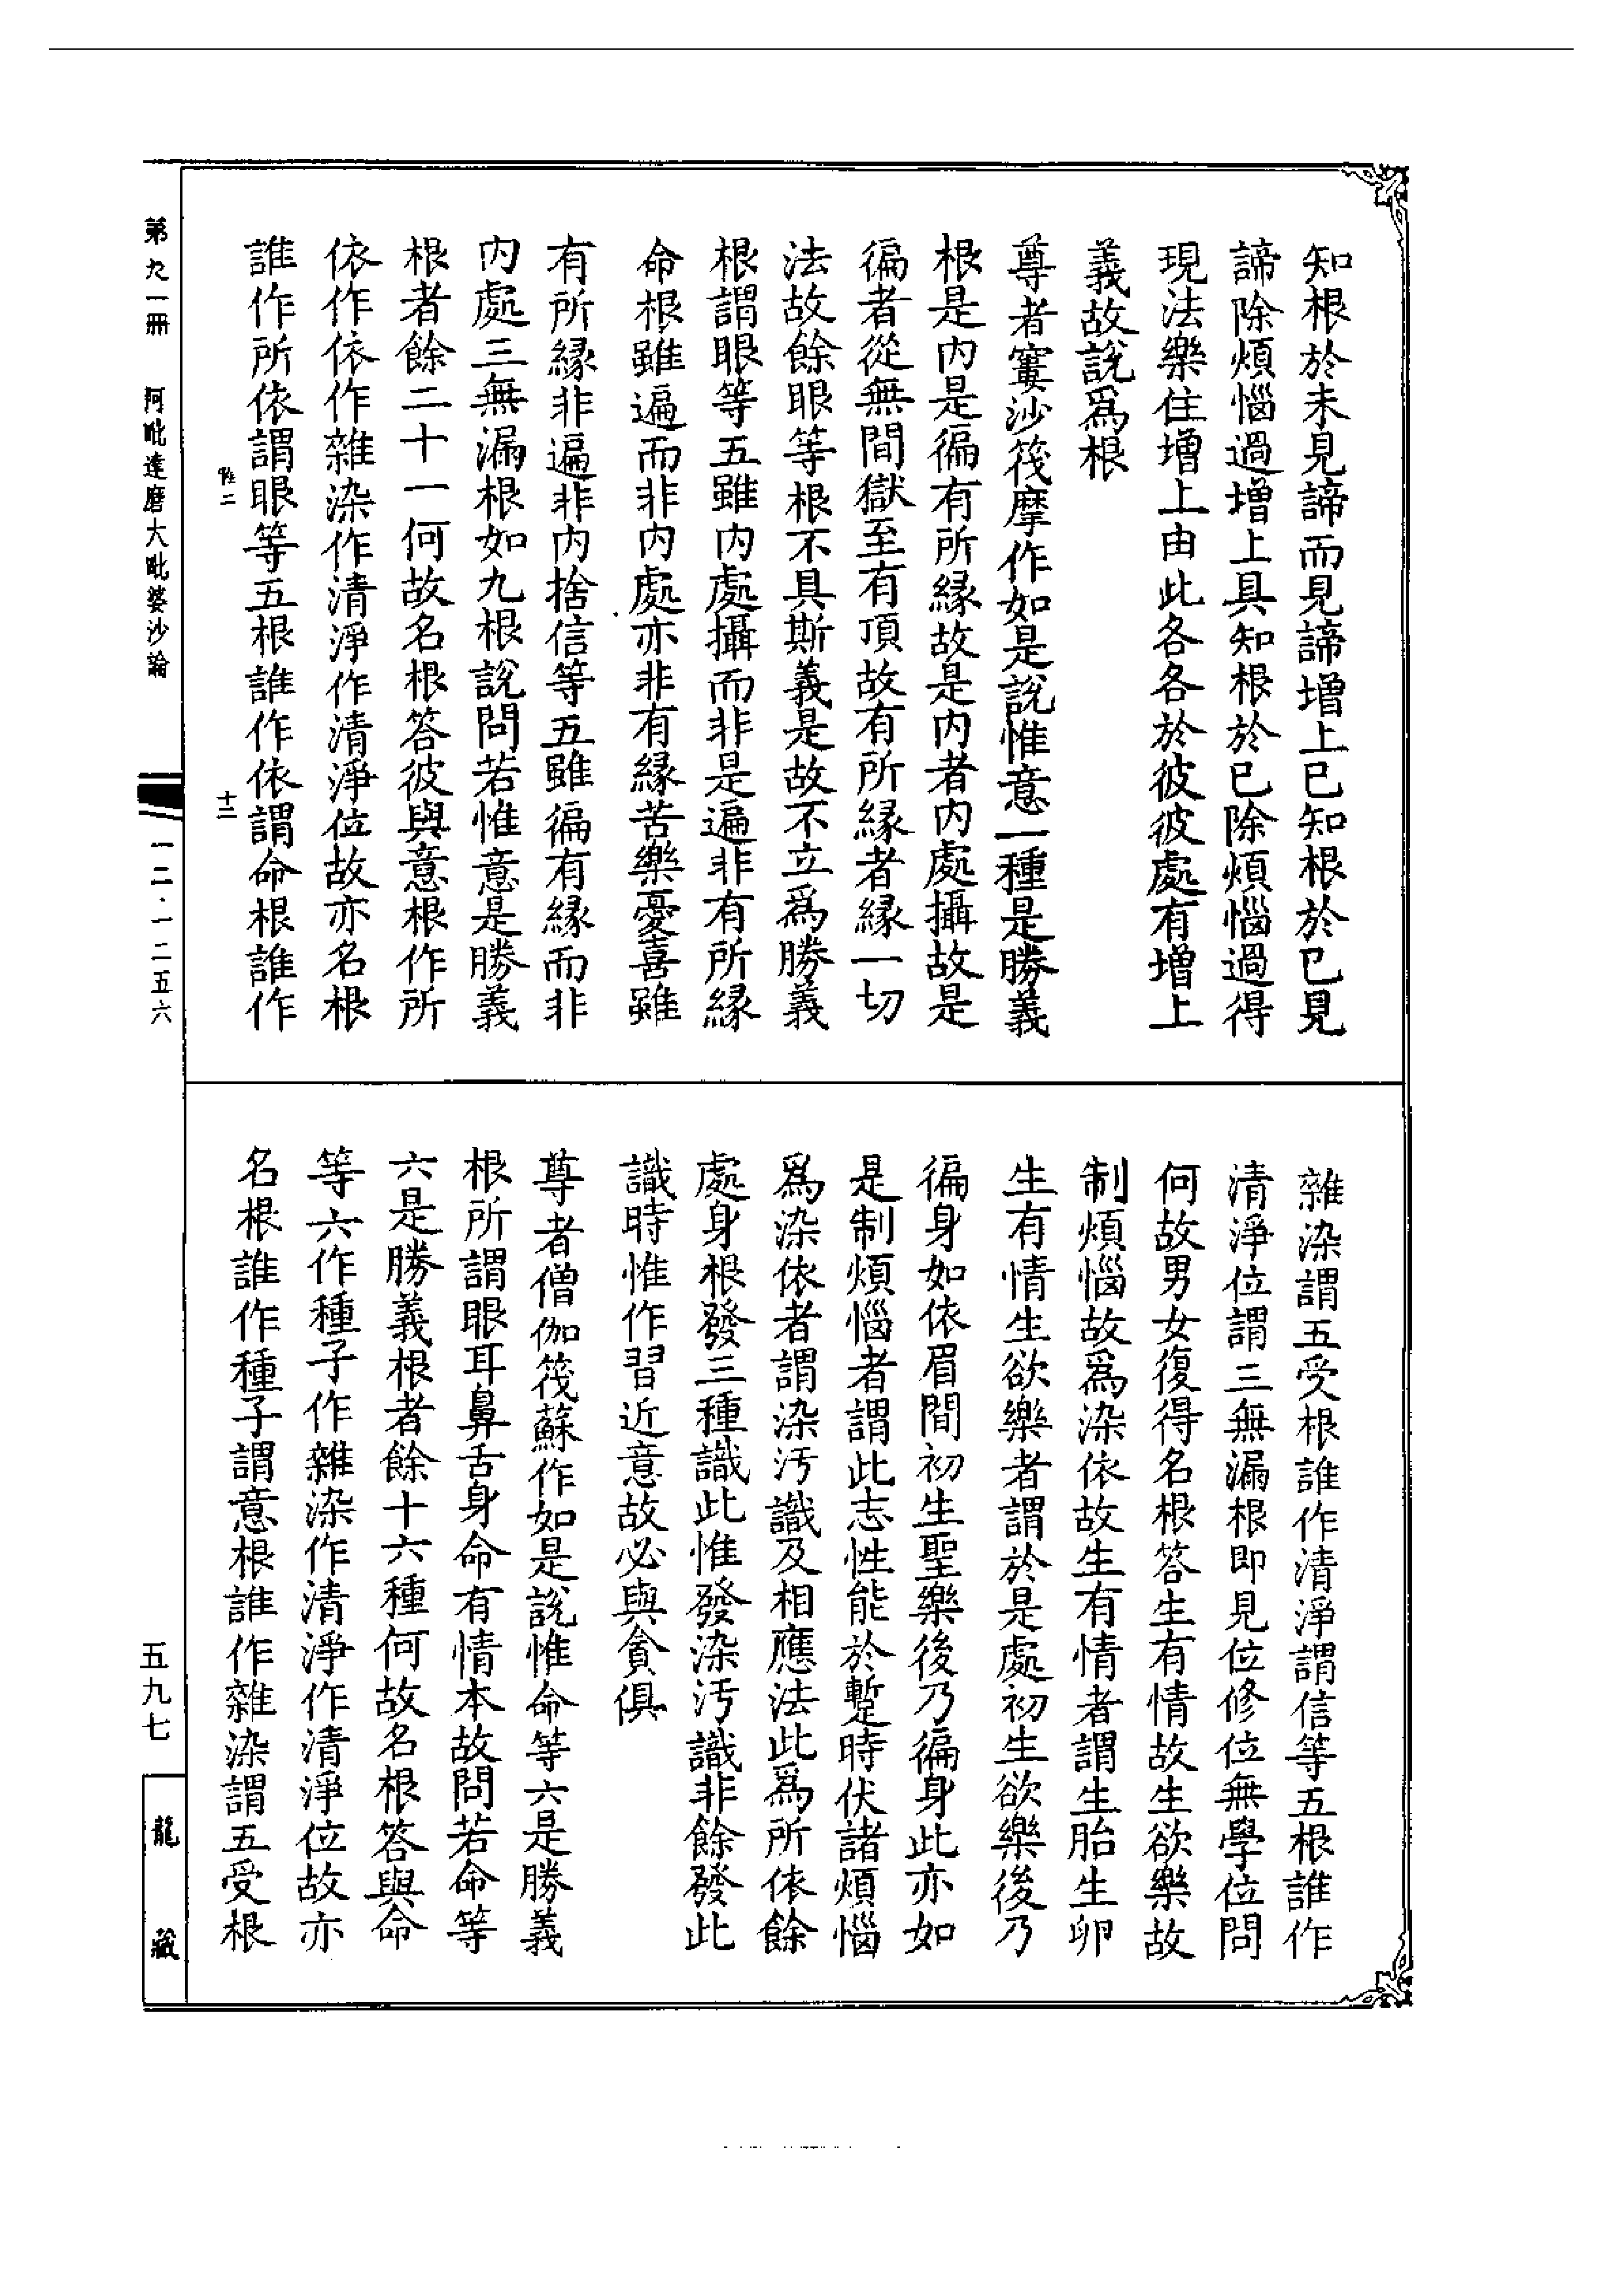 知根於未見諦而見諦增上已知根於已見
諦除煩惱過增上具知根於已除煩惱過得
現法樂住增上由此各各於彼彼處有增上
義故說爲根
尊者窶沙筏摩作如是說惟意一種是勝義
根是内是徧有所緣故是内者内處攝故是
徧者從無間獄至有頂故有所緣者緣一切
法故餘眼等根不具斯義是故不立爲勝義
根謂眼等五雖内處攝而非是遍非有所緣
命根雖遍而非内處亦非有緣苦樂憂喜雖
有所緣非遍非内捨信等五雖徧有緣而非
内處三無漏根如九根說問若惟意是勝義
根者餘二十一何故名根答彼與意根作所
依作依作雜染作清淨作清淨位故亦名根
誰作所依謂眼等五根誰作依謂命根誰作
雜染謂五受根誰作清淨謂信等五根誰作
清淨位謂三無漏根即見位修位無學位問
何故男女復得名根答生有情故生欲樂故
制煩惱故爲染依故生有情者謂生胎生卵
生有情生欲樂者謂於是處初生欲樂後乃
徧身如依眉間初生聖樂後乃徧身此亦如
是制煩惱者謂此志性能於蹔時伏諸煩惱
爲染依者謂染汚識及相應法此爲所依餘
處身根發三種識此惟發染汚識非餘發此
識時惟作習近意故必與貪俱
尊者僧伽筏蘇作如是說惟命等六是勝義
根所謂眼耳鼻舌身命有情本故問若命等
六是勝義根者餘十六種何故名根答與命
等六作種子作雜染作清淨作清淨位故亦
名根誰作種子謂意根誰作雜染謂五受根
第九一冊 阿毗達磨大毗婆沙論
十三
一二·一二五六
五九七
龍藏